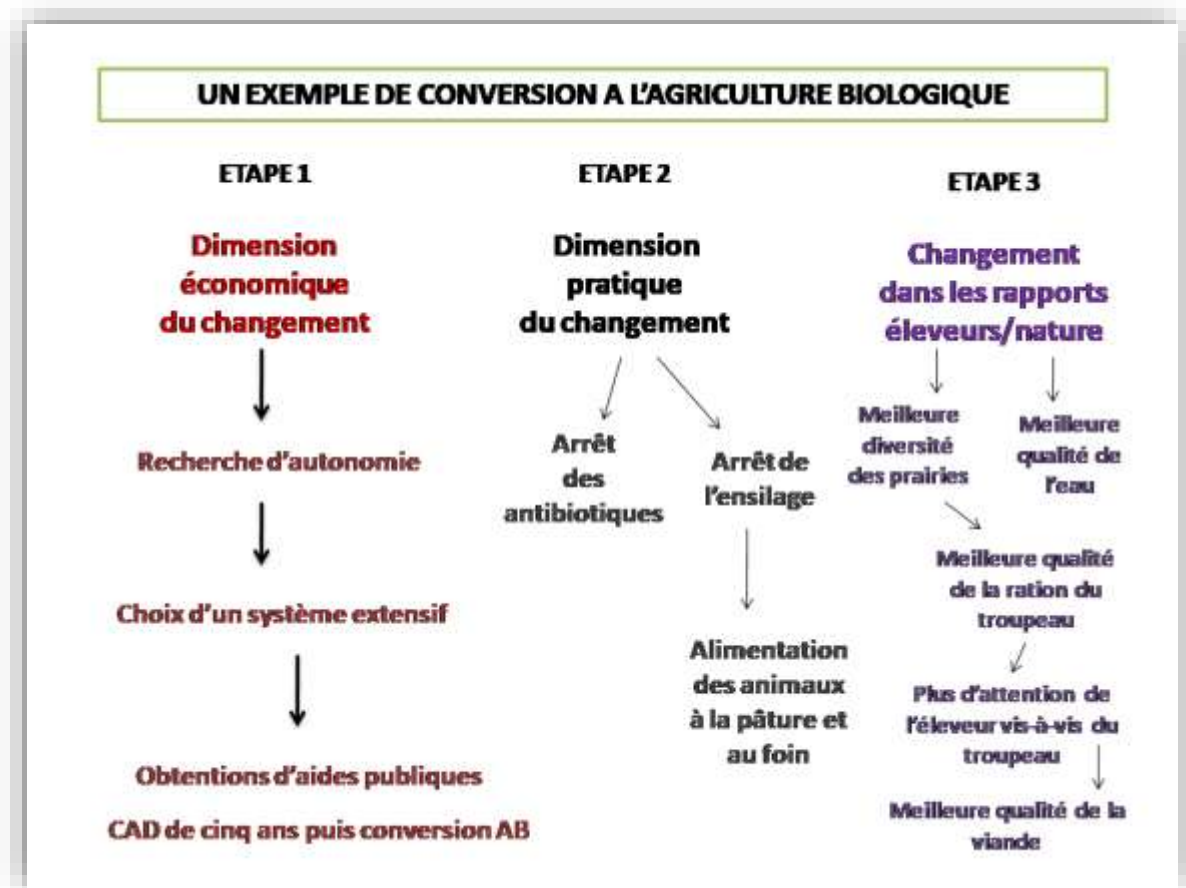 UN EXEMPLE DE CONVERSION A L'AGRICULTURE BIOLOGIQUE
ETAPE 1
Dimension
économique
du changement
Recherche d'autonomie
Choix d'un système extensif
Obtentions d'aides publiques
CAD de cinq ans puis conversion AB
ETAPE 2
Dimension
pratique
du changement
Arrêt
des
antibiotiques
Arrêt de
l'ensilage
Alimentation
des animaux
à la pâture et
au foin
ETAPE 3
Changement
dans les rapports
éleveurs/nature
Meilleure
diversité
des prairies
Meilleure
qualité de
l'eau
Meilleure qualité
de la ration du
troupeau
Plus d'attention de
l'éleveur vis-à-vis du
troupeau
Meilleure qualité de la
viande